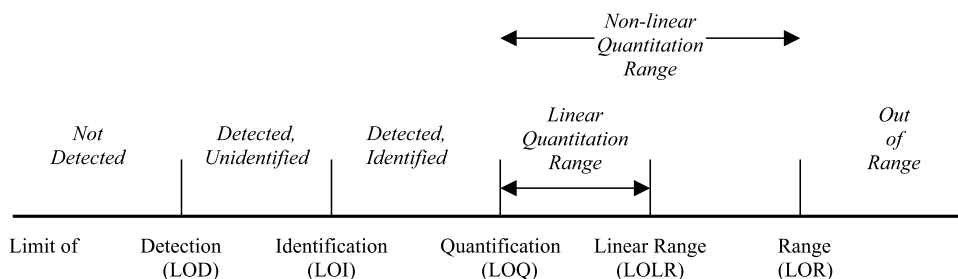 Non-linear
Quantitation
Range
Not
Detected
Detected,
Unidentified
Detected,
Identified
Linear
Quantitation
Range
Out
of
Range
Limit of
Detection
(LOD)
Identification
(LOI)
Quantification
(LOQ)
Linear Range
(LOLR)
Range
(LOR)